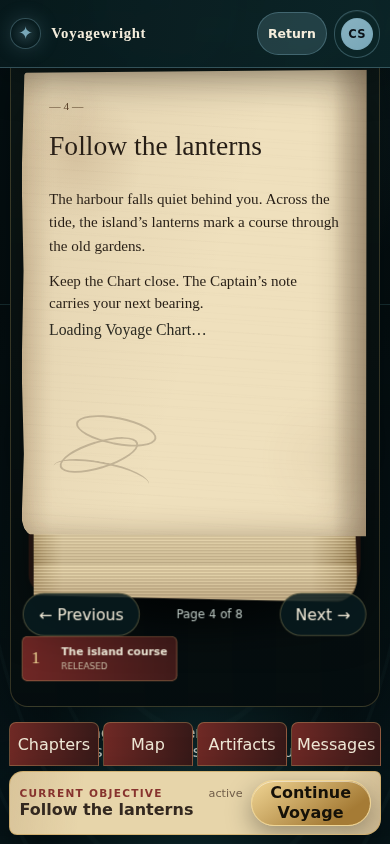 Voyagewright
Return
CS
— 4 —
Follow the lanterns
The harbour falls quiet behind you. Across the
tide, the island’s lanterns mark a course through
the old gardens.
Keep the Chart close. The Captain’s note
carries your next bearing.
Loading Voyage Chart…
← Previous
Page 4 of 8
Next →
1
The island course
RELEASED
Chapters
Map
Artifacts
Messages
CURRENT OBJECTIVE
Follow the lanterns
active
Continue
Voyage